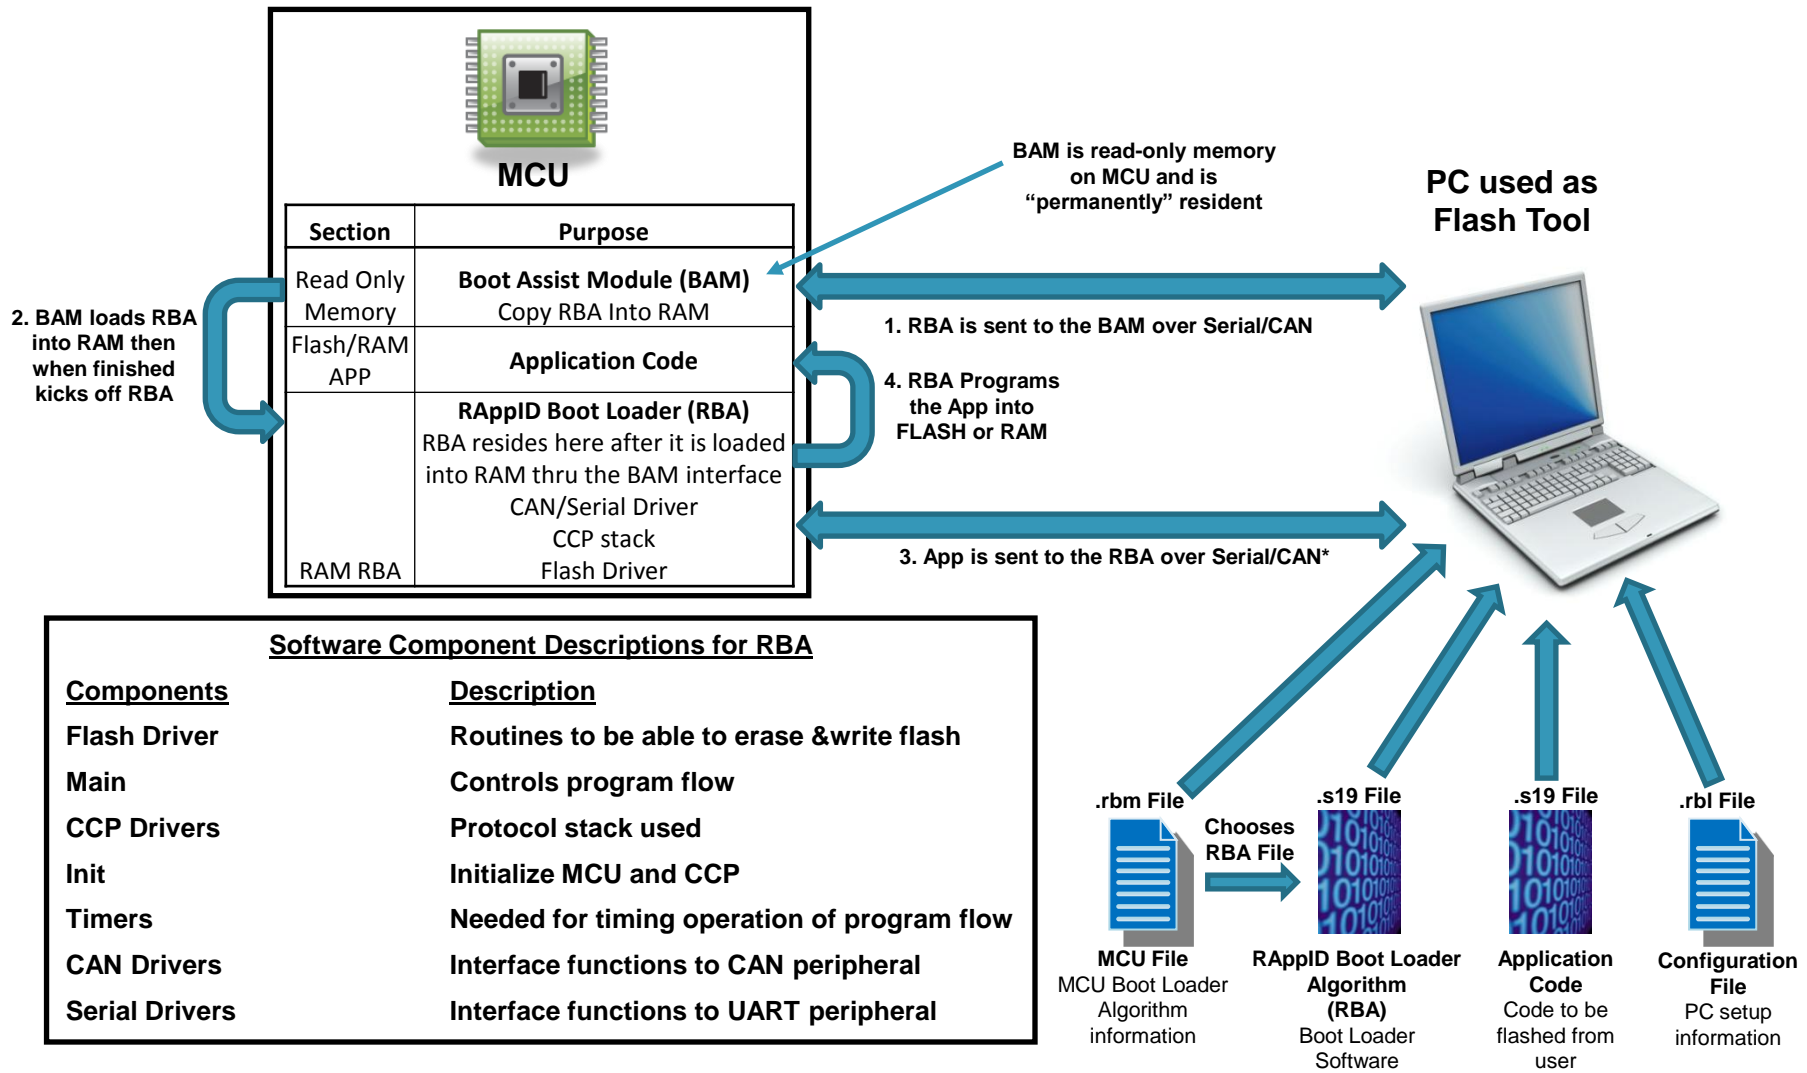 MCU
Section
Purpose
Read Only
Memory
Boot Assist Module (BAM)
Copy RBA Into RAM
Flash/RAM
APP
Application Code
RAM RBA
RAppID Boot Loader (RBA)
RBA resides here after it is loaded
into RAM thru the BAM interface
CAN/Serial Driver
CCP stack
Flash Driver
BAM is read-only memory
on MCU and is
“permanently” resident
PC used as
Flash Tool
1. RBA is sent to the BAM over Serial/CAN
2. BAM loads RBA
into RAM then
when finished
kicks off RBA
4. RBA Programs
the App into
FLASH or RAM
3. App is sent to the RBA over Serial/CAN*
Software Component Descriptions for RBA
Components
Description
Flash Driver
Routines to be able to erase &write flash
Main
Controls program flow
CCP Drivers
Protocol stack used
Init
Initialize MCU and CCP
Timers
Needed for timing operation of program flow
CAN Drivers
Interface functions to CAN peripheral
Serial Drivers
Interface functions to UART peripheral
.rbm File
Chooses
RBA File
.s19 File
.s19 File
.rbl File
MCU File
MCU Boot Loader
Algorithm
information
RAppID Boot Loader
Algorithm
(RBA)
Boot Loader
Software
Application
Code
Code to be
flashed from
user
Configuration
File
PC setup
information